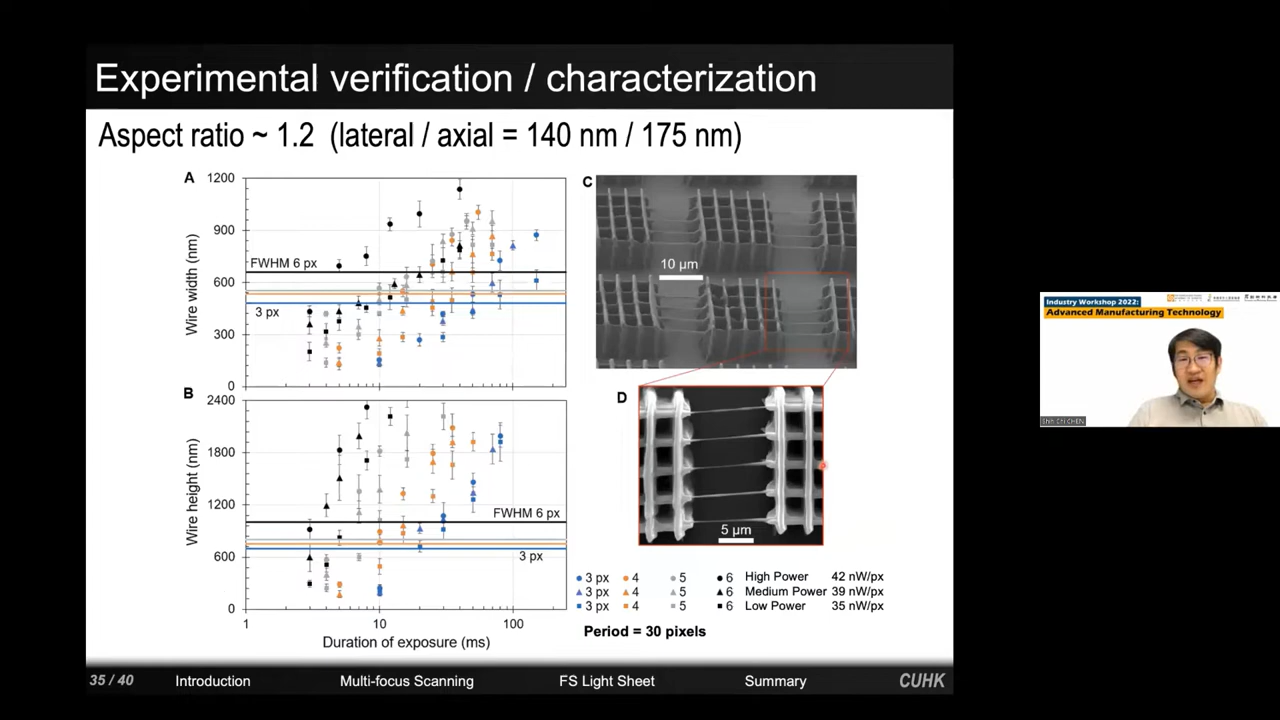 Experimental verification / characterization
Aspect ratio ~ 1.2 (lateral / axial = 140 nm / 175 nm)
A
1200
900
600
300
0
Wire width (nm)
FWHM 6 px
3 px
B
2400
1800
1200
600
0
Wire height (nm)
FWHM 6 px
3 px
1
10
100
Duration of exposure (ms)
C
10 µm
D
5 µm
3 px 4 5 6 High Power 42 nW/px
3 px 4 5 6 Medium Power 39 nW/px
3 px 4 5 6 Low Power 35 nW/px
Period = 30 pixels
35 / 40 Introduction Multi-focus Scanning FS Light Sheet Summary CUHK
Industry Workshop 2022:
Advanced Manufacturing Technology